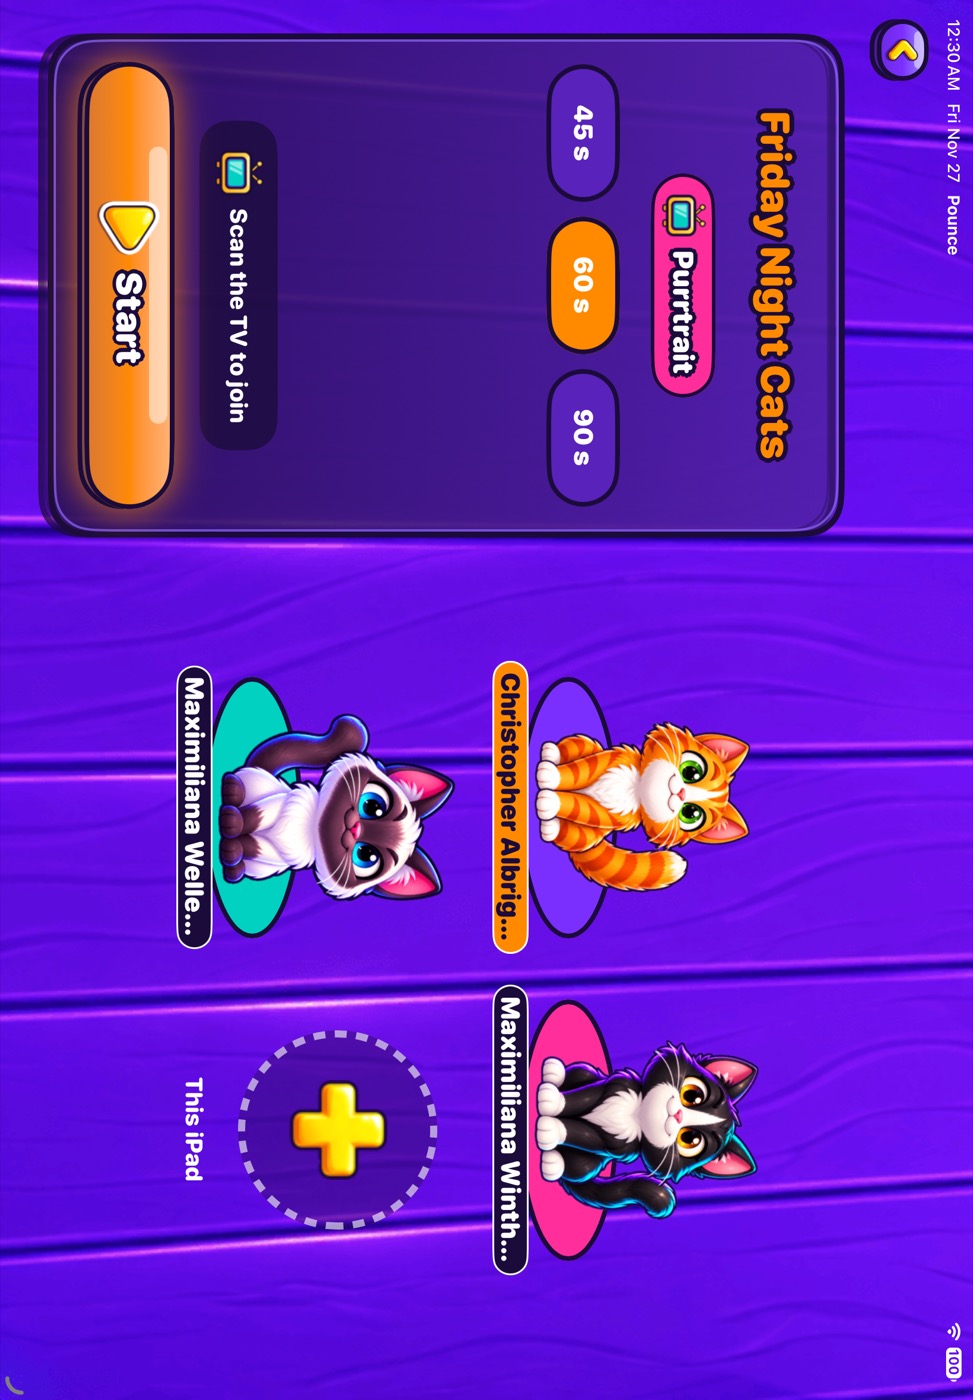 12:30 AM Fri Nov 27 Pounce
100
Friday Night Cats
Purrtrait
45 s
60 s
90 s
Scan the TV to join
Start
Christopher Albrig...
Maximiliana Winth...
Maximiliana Welle...
This iPad